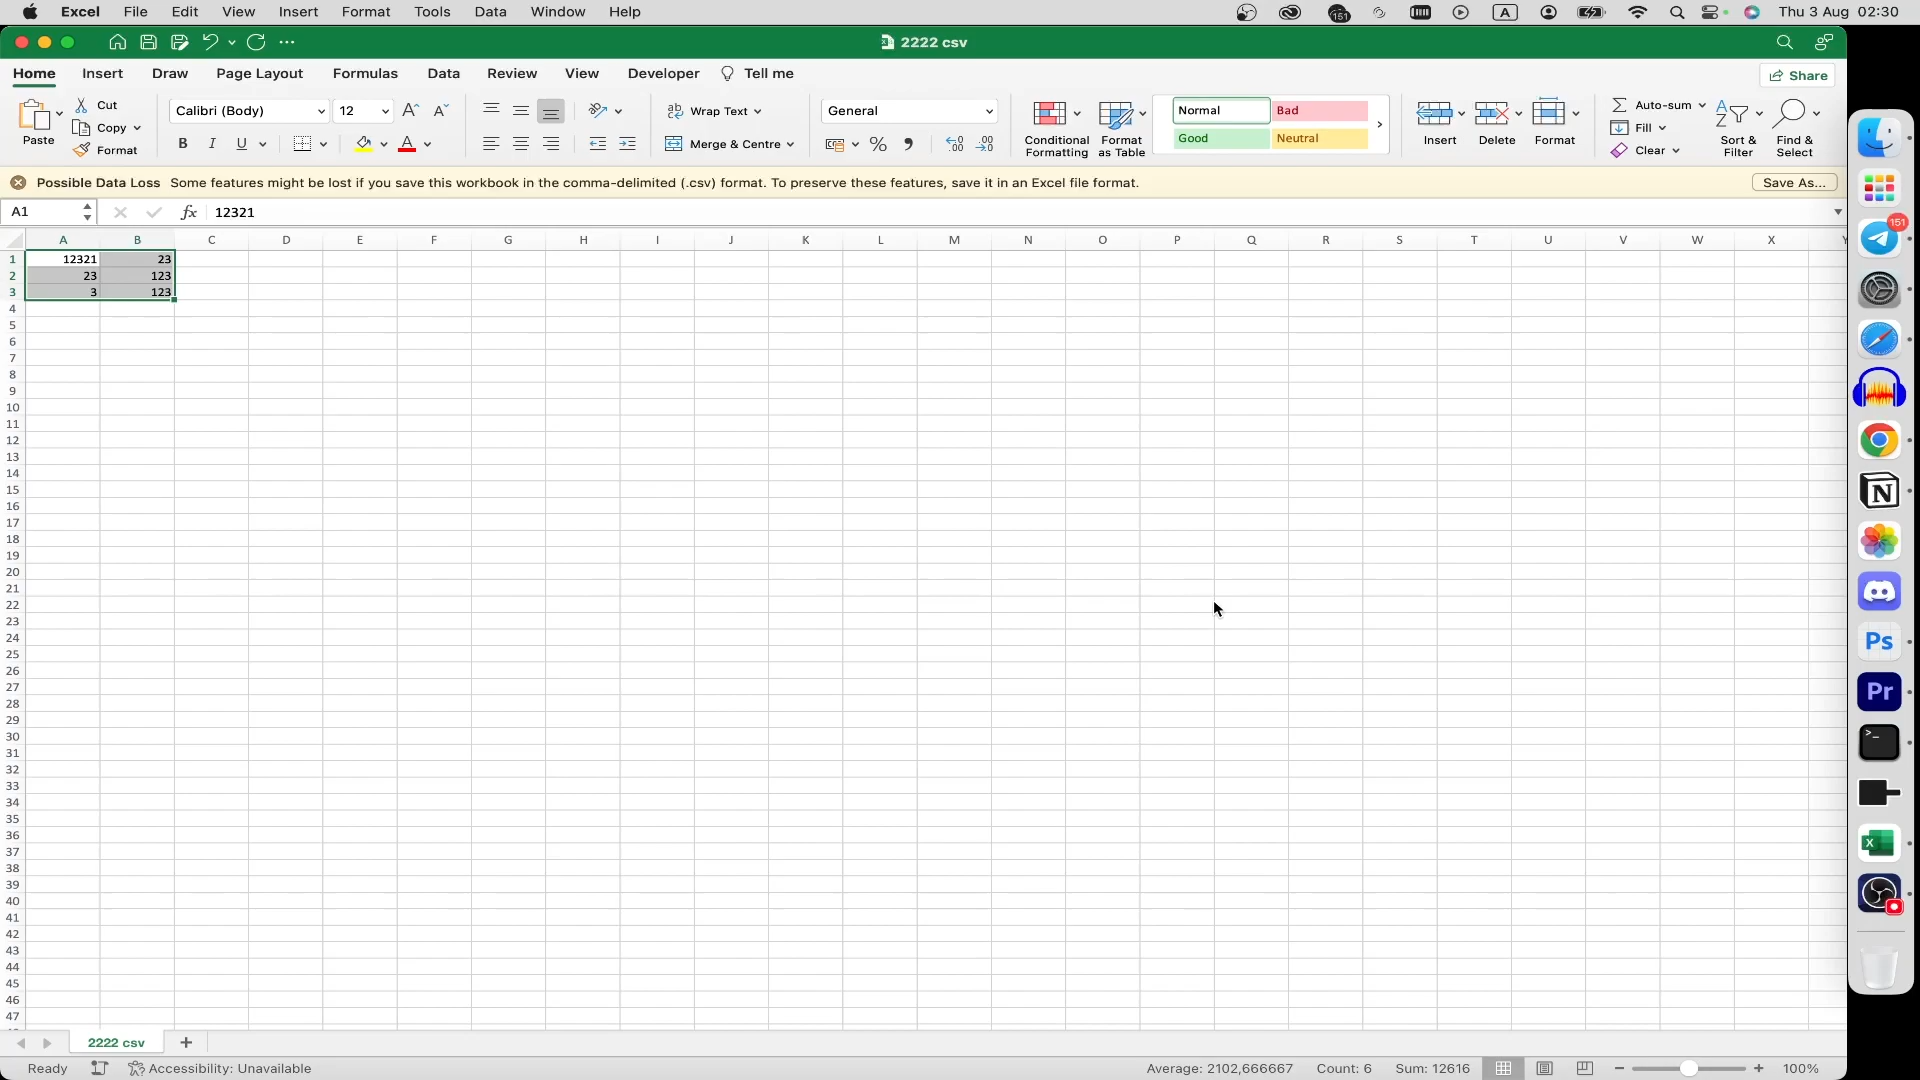 Excel File Edit View Insert Format Tools Data Window Help 151 A Thu 3 Aug 02:30
2222 csv
Home Insert Draw Page Layout Formulas Data Review View Developer Tell me Share
Paste Cut Copy Format
Calibri (Body) 12
B I U A
Wrap Text
Merge & Centre
General
% 
Conditional Formatting
Format as Table
Normal Bad
Good Neutral
Insert Delete Format
Auto-sum
Fill
Clear
Sort & Filter
Find & Select
Possible Data Loss Some features might be lost if you save this workbook in the comma-delimited (.csv) format. To preserve these features, save it in an Excel file format. Save As...
A1 fx 12321
A B C D E F G H I J K L M N O P Q R S T U V W X Y
1 12321 23
2 23 123
3 3 123
4
5
6
7
8
9
10
11
12
13
14
15
16
17
18
19
20
21
22
23
24
25
26
27
28
29
30
31
32
33
34
35
36
37
38
39
40
41
42
43
44
45
46
47
151
N
Ps
Pr
>_
X
2222 csv +
Ready Accessibility: Unavailable Average: 2102,666667 Count: 6 Sum: 12616 100%